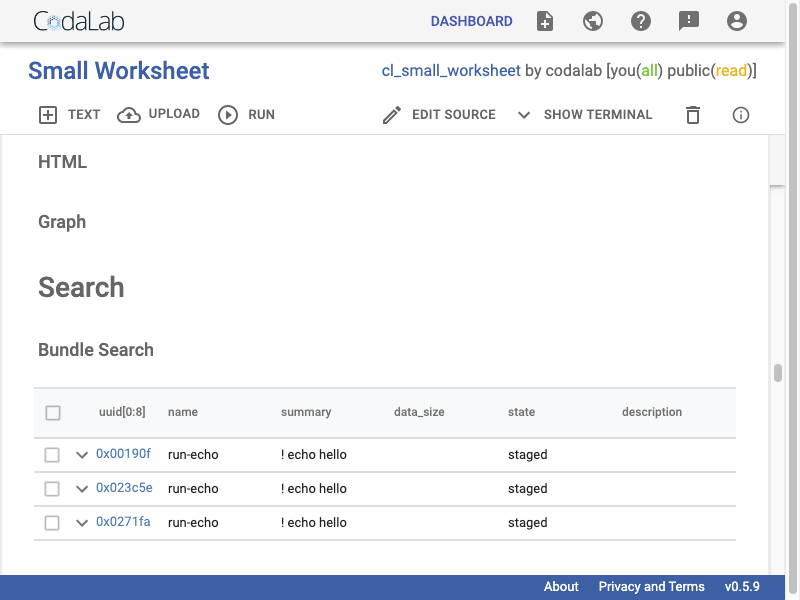 CodaLab DASHBOARD
Small Worksheet cl_small_worksheet by codalab [you(all) public(read)]
TEXT UPLOAD RUN EDIT SOURCE SHOW TERMINAL
HTML
Graph
Search
Bundle Search
uuid[0:8] name summary data_size state description
0x00190f run-echo ! echo hello staged
0x023c5e run-echo ! echo hello staged
0x0271fa run-echo ! echo hello staged
About Privacy and Terms v0.5.9